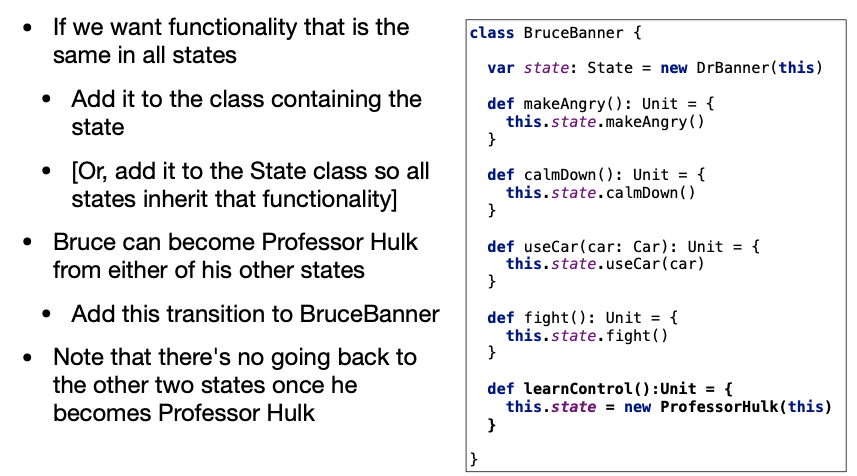 • If we want functionality that is the
same in all states
• Add it to the class containing the
state
• [Or, add it to the State class so all
states inherit that functionality]
• Bruce can become Professor Hulk
from either of his other states
• Add this transition to BruceBanner
• Note that there's no going back to
the other two states once he
becomes Professor Hulk
class BruceBanner {
  var state: State = new DrBanner(this)
  def makeAngry(): Unit = {
    this.state.makeAngry()
  }
  def calmDown(): Unit = {
    this.state.calmDown()
  }
  def useCar(car: Car): Unit = {
    this.state.useCar(car)
  }
  def fight(): Unit = {
    this.state.fight()
  }
  def learnControl():Unit = {
    this.state = new ProfessorHulk(this)
  }
}